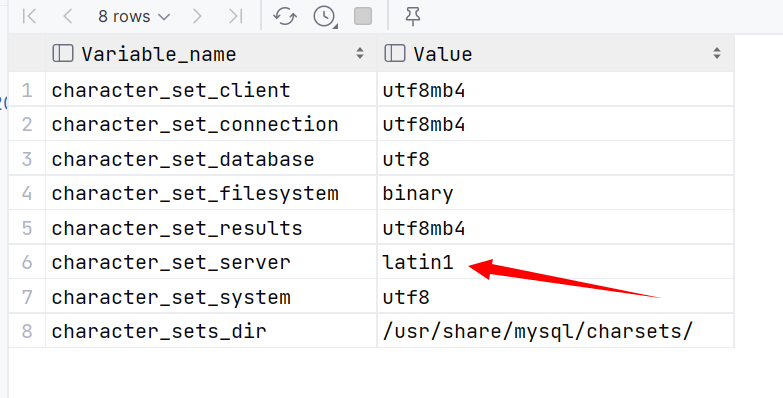 8 rows
Variable_name Value
1 character_set_client utf8mb4
2 character_set_connection utf8mb4
3 character_set_database utf8
4 character_set_filesystem binary
5 character_set_results utf8mb4
6 character_set_server latin1
7 character_set_system utf8
8 character_sets_dir /usr/share/mysql/charsets/